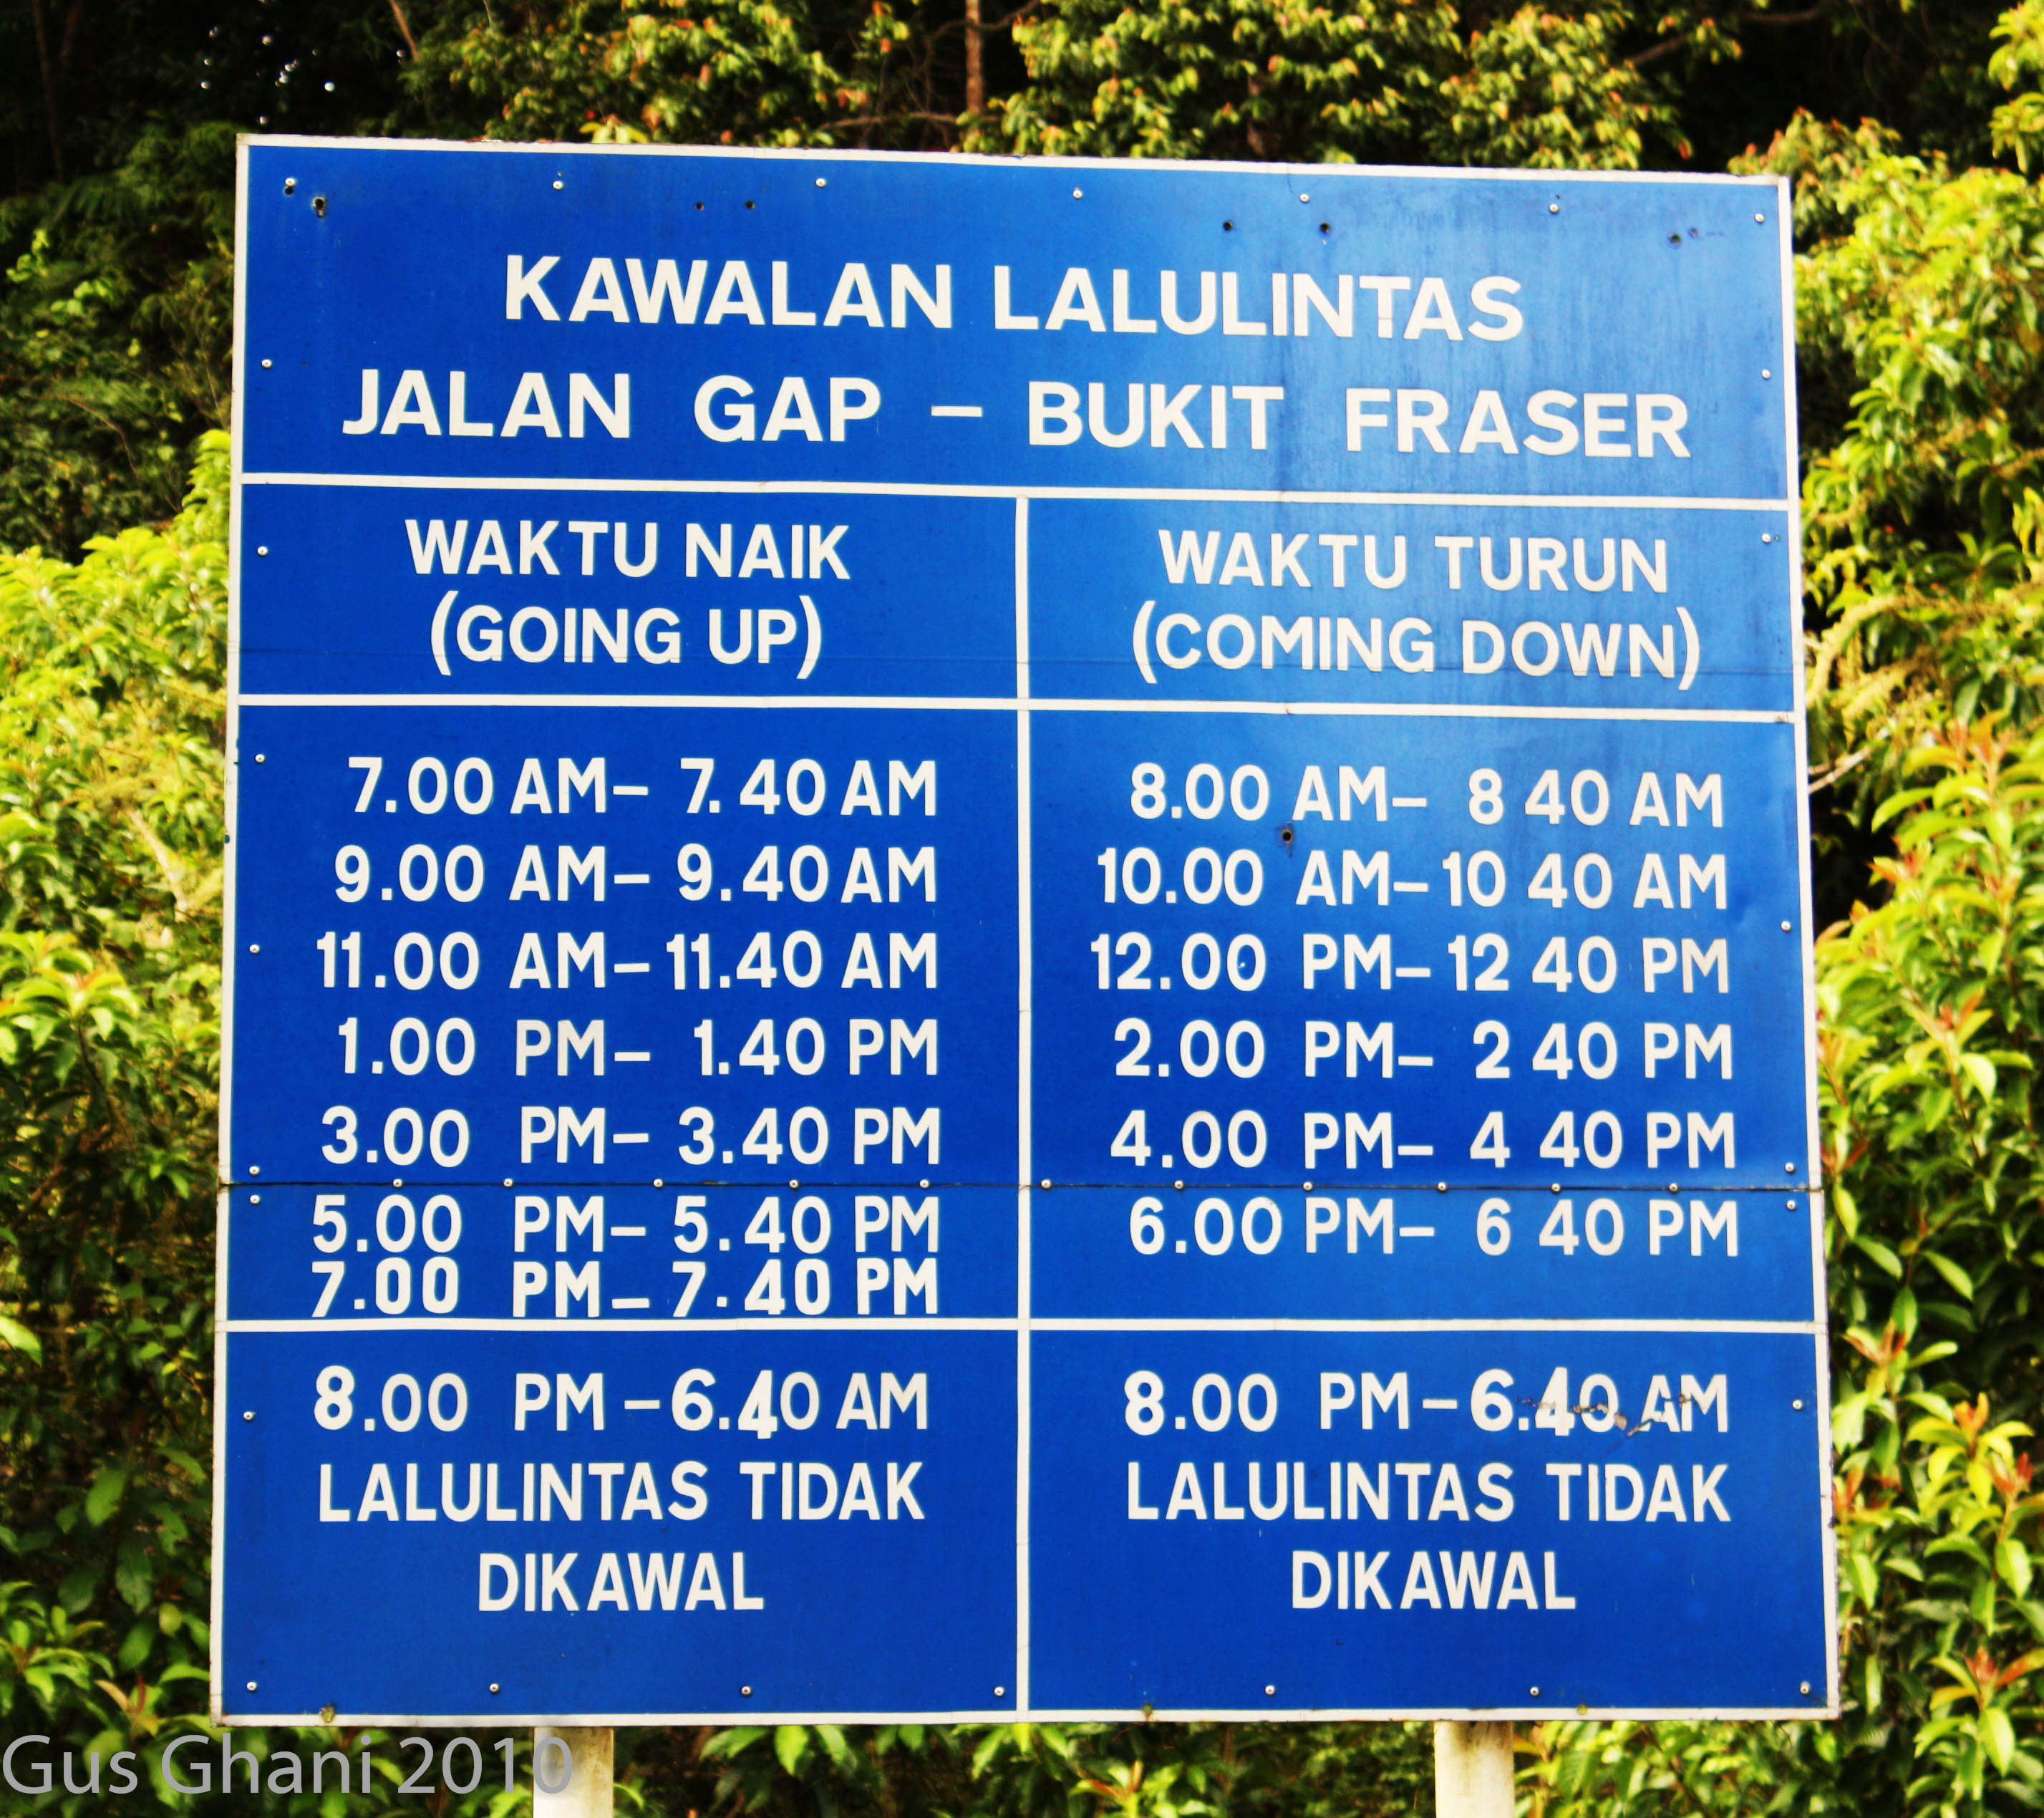 KAWALAN LALULINTAS
JALAN GAP – BUKIT FRASER
WAKTU NAIK
(GOING UP)
7.00 AM– 7.40 AM
9.00 AM– 9.40 AM
11.00 AM– 11.40 AM
1.00 PM– 1.40 PM
3.00 PM– 3.40 PM
5.00 PM– 5.40 PM
7.00 PM– 7.40 PM
8.00 PM –6.40 AM
LALULINTAS TIDAK
DIKAWAL
WAKTU TURUN
(COMING DOWN)
8.00 AM– 8 40 AM
10.00 AM–10 40 AM
12.00 PM–12 40 PM
2.00 PM– 2 40 PM
4.00 PM– 4 40 PM
6.00 PM– 6 40 PM
8.00 PM –6.40 AM
LALULINTAS TIDAK
DIKAWAL
Gus Ghani 2010